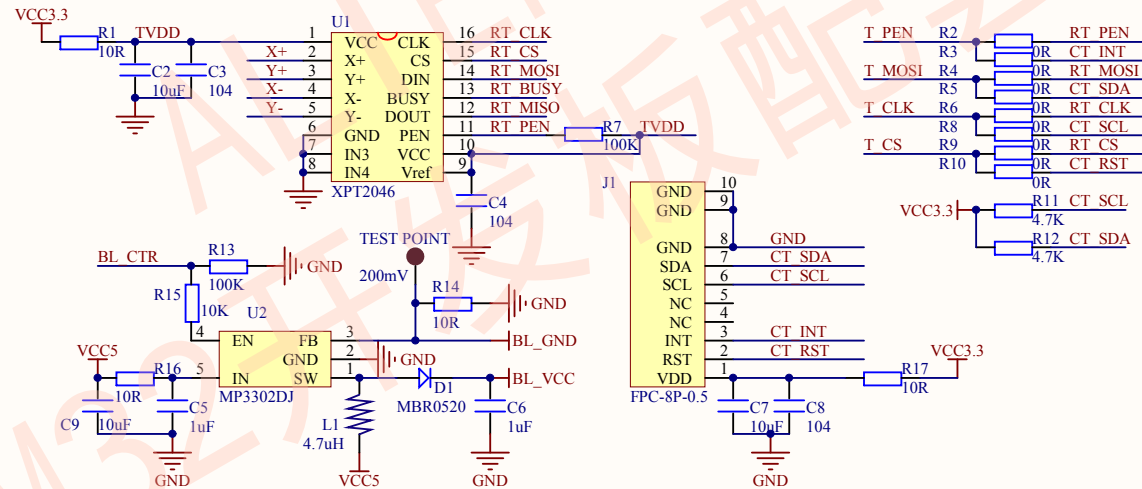 VCC3.3
R1
10R
TVDD
C2
10uF
C3
104
X+
Y+
X-
Y-
U1
1 VCC CLK 16 RT_CLK
2 X+ CS 15 RT_CS
3 Y+ DIN 14 RT_MOSI
4 X- BUSY 13 RT_BUSY
5 Y- DOUT 12 RT_MISO
6 GND PEN 11 RT_PEN
7 IN3 VCC 10
8 IN4 Vref 9
XPT2046
R7
100K
TVDD
C4
104
T_PEN R2 RT_PEN
R3 0R CT_INT
T_MOSI R4 0R RT_MOSI
R5 0R CT_SDA
T_CLK R6 0R RT_CLK
R8 0R CT_SCL
T_CS R9 0R RT_CS
R10 0R CT_RST
0R
VCC3.3
R11 CT_SCL
4.7K
R12 CT_SDA
4.7K
J1
GND 10
GND 9
GND 8 GND
SDA 7 CT_SDA
SCL 6 CT_SCL
NC 5
NC 4
INT 3 CT_INT
RST 2 CT_RST
VDD 1
FPC-8P-0.5
C7
10uF
C8
104
GND
R17
10R
VCC3.3
TEST POINT
200mV
BL_CTR
R13
100K
GND
R15
10K
R14
10R
GND
U2
4 EN FB 3
GND 2
5 IN SW 1
MP3302DJ
GND
BL_GND
BL_VCC
VCC5
R16
10R
C9
10uF
C5
1uF
GND
L1
4.7uH
VCC5
D1
MBR0520
C6
1uF
GND
M32开发板配